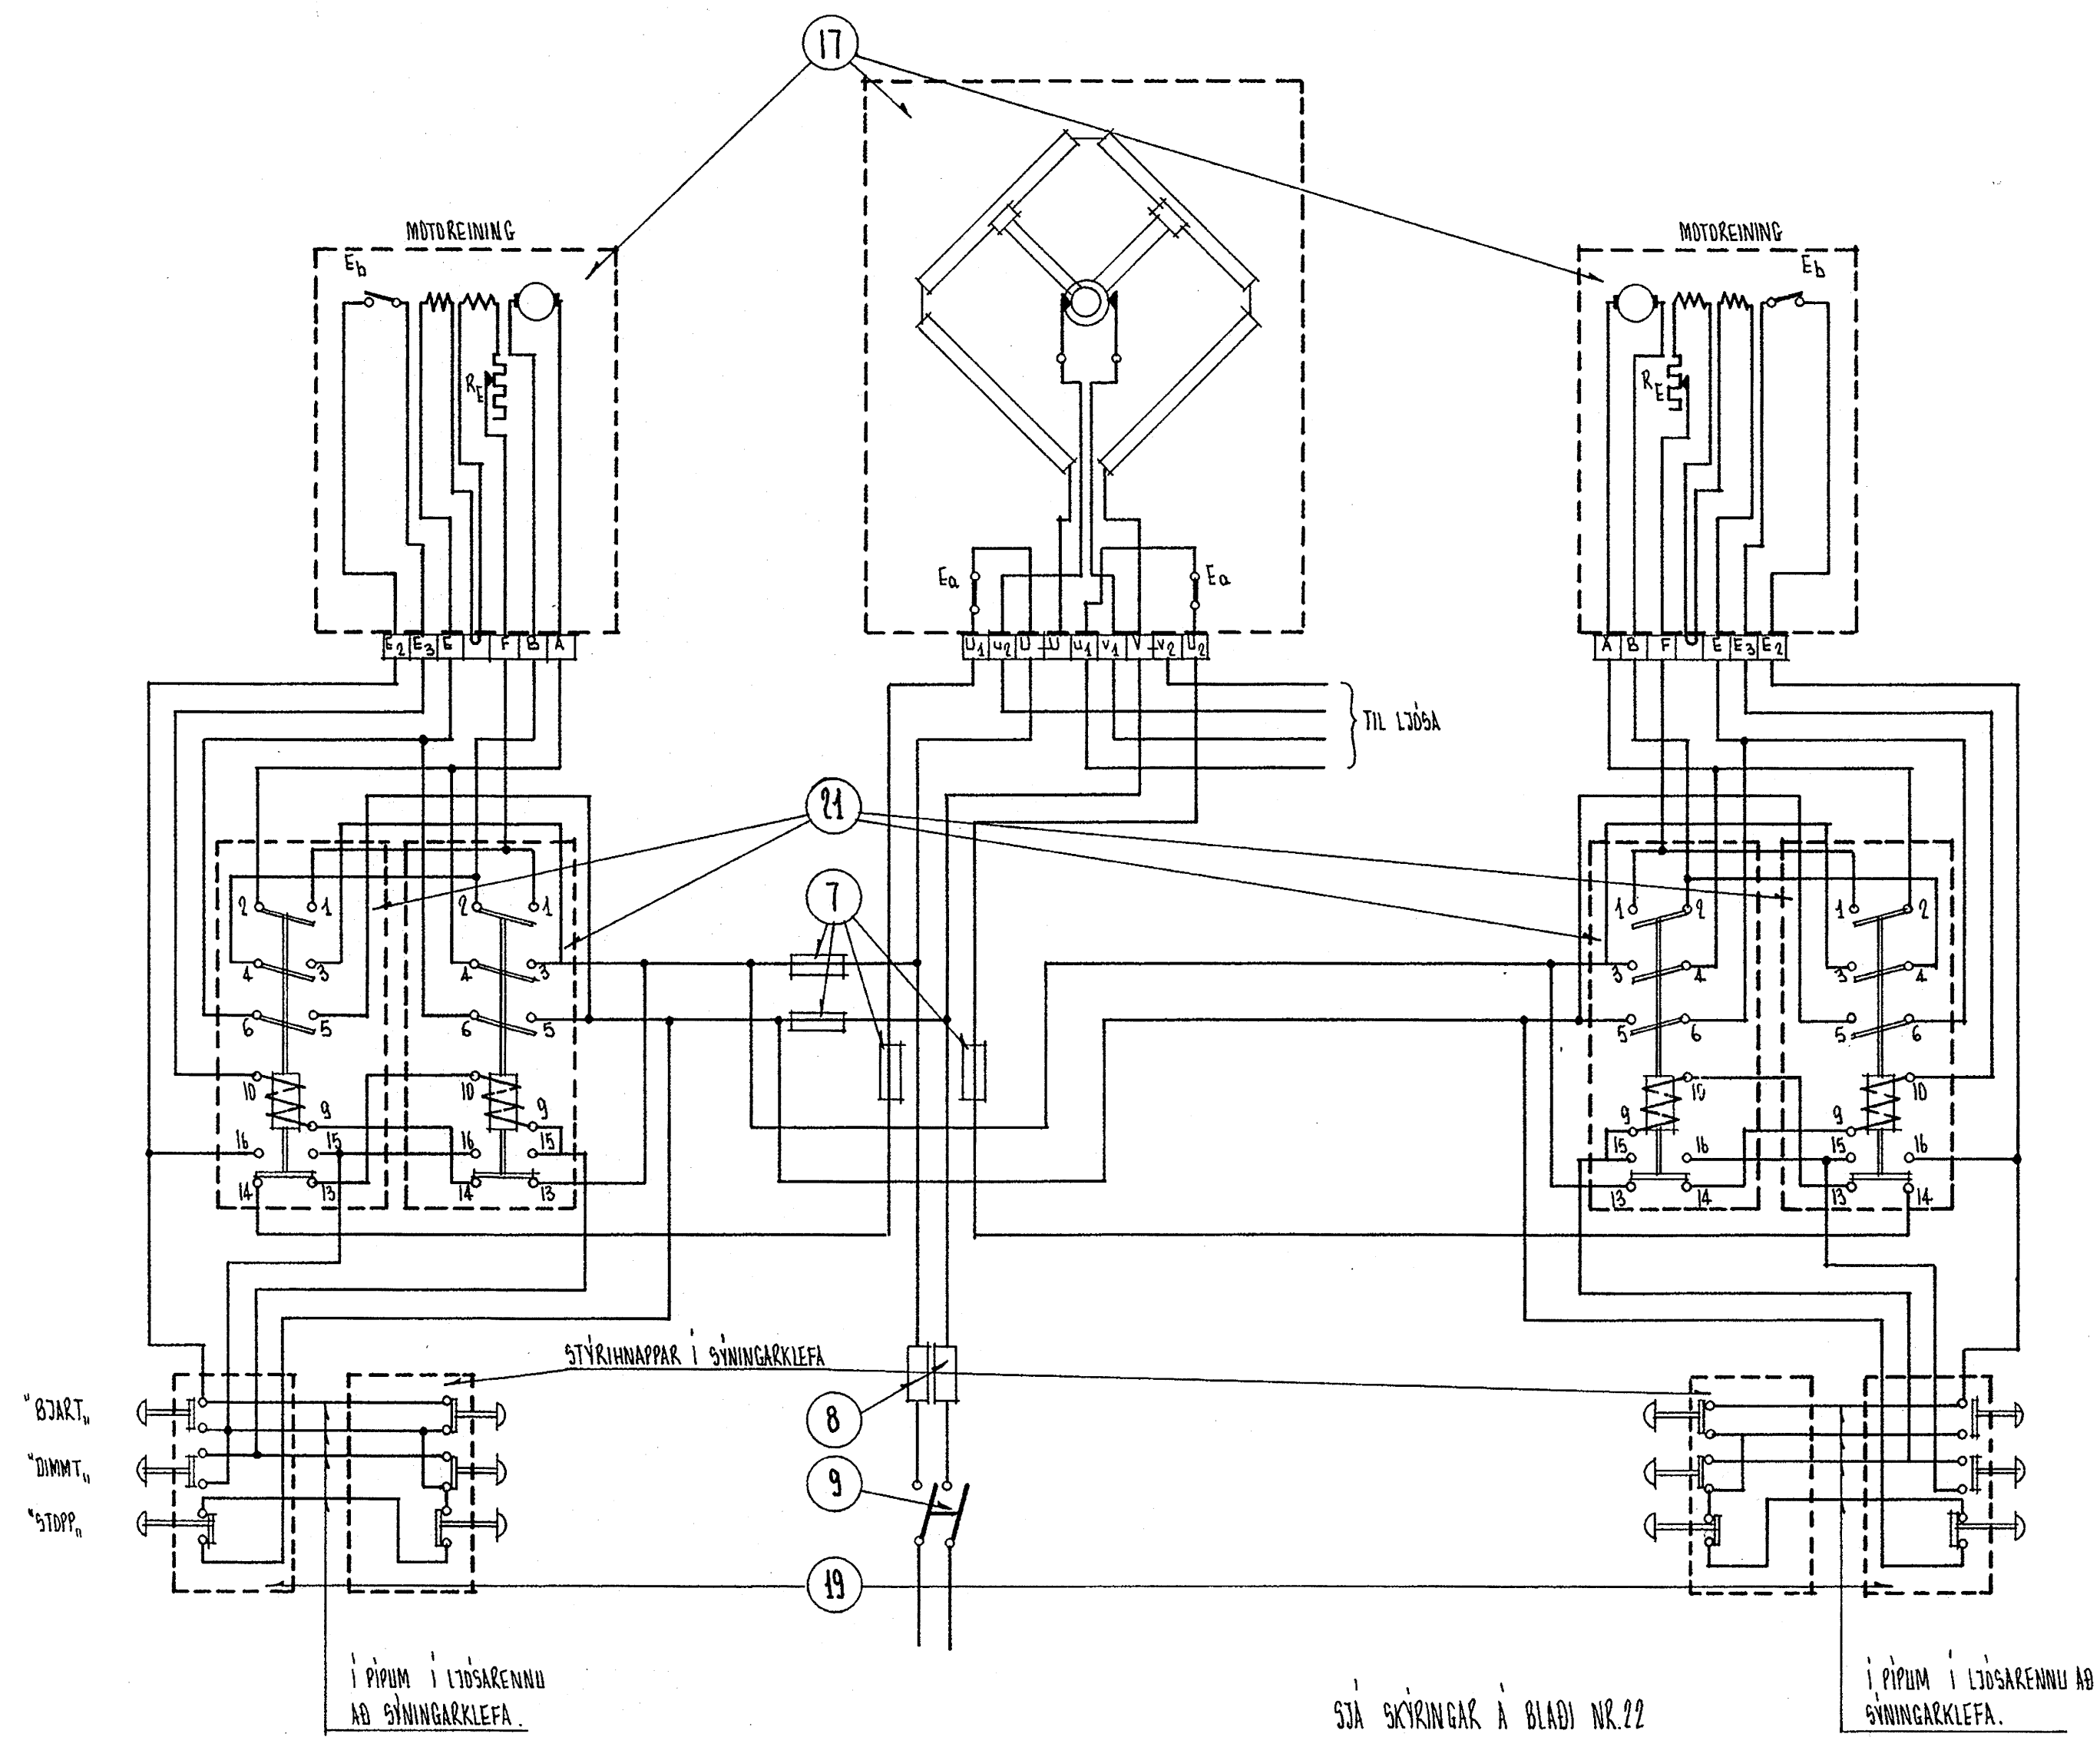 17
MOTOREINING
MOTOREINING
Eb
Eb
RE
RE
Ea
Ea
E2 E3 E F B A
U1 u2 U U u1 v1 V v2 U2
A B F E E3 E2
TIL LJÓSA
21
7
2 1 2 1
1 2 1 2
4 3 4 3
3 4 3 4
6 5 6 5
5 6 5 6
10 9 10 9
10 9 10 9
16 15 16 15
15 16 15 16
14 13 14 13
13 14 13 14
STÝRIHNAPPAR Í SÝNINGARKLEFA
"BJART"
"DIMMT"
"STOPP"
8
9
19
Í PÍPUM Í LJÓSARENNU
AÐ SÝNINGARKLEFA.
SJÁ SKÝRINGAR Á BLAÐI NR.22
Í PÍPUM Í LJÓSARENNU AÐ
SÝNINGARKLEFA.